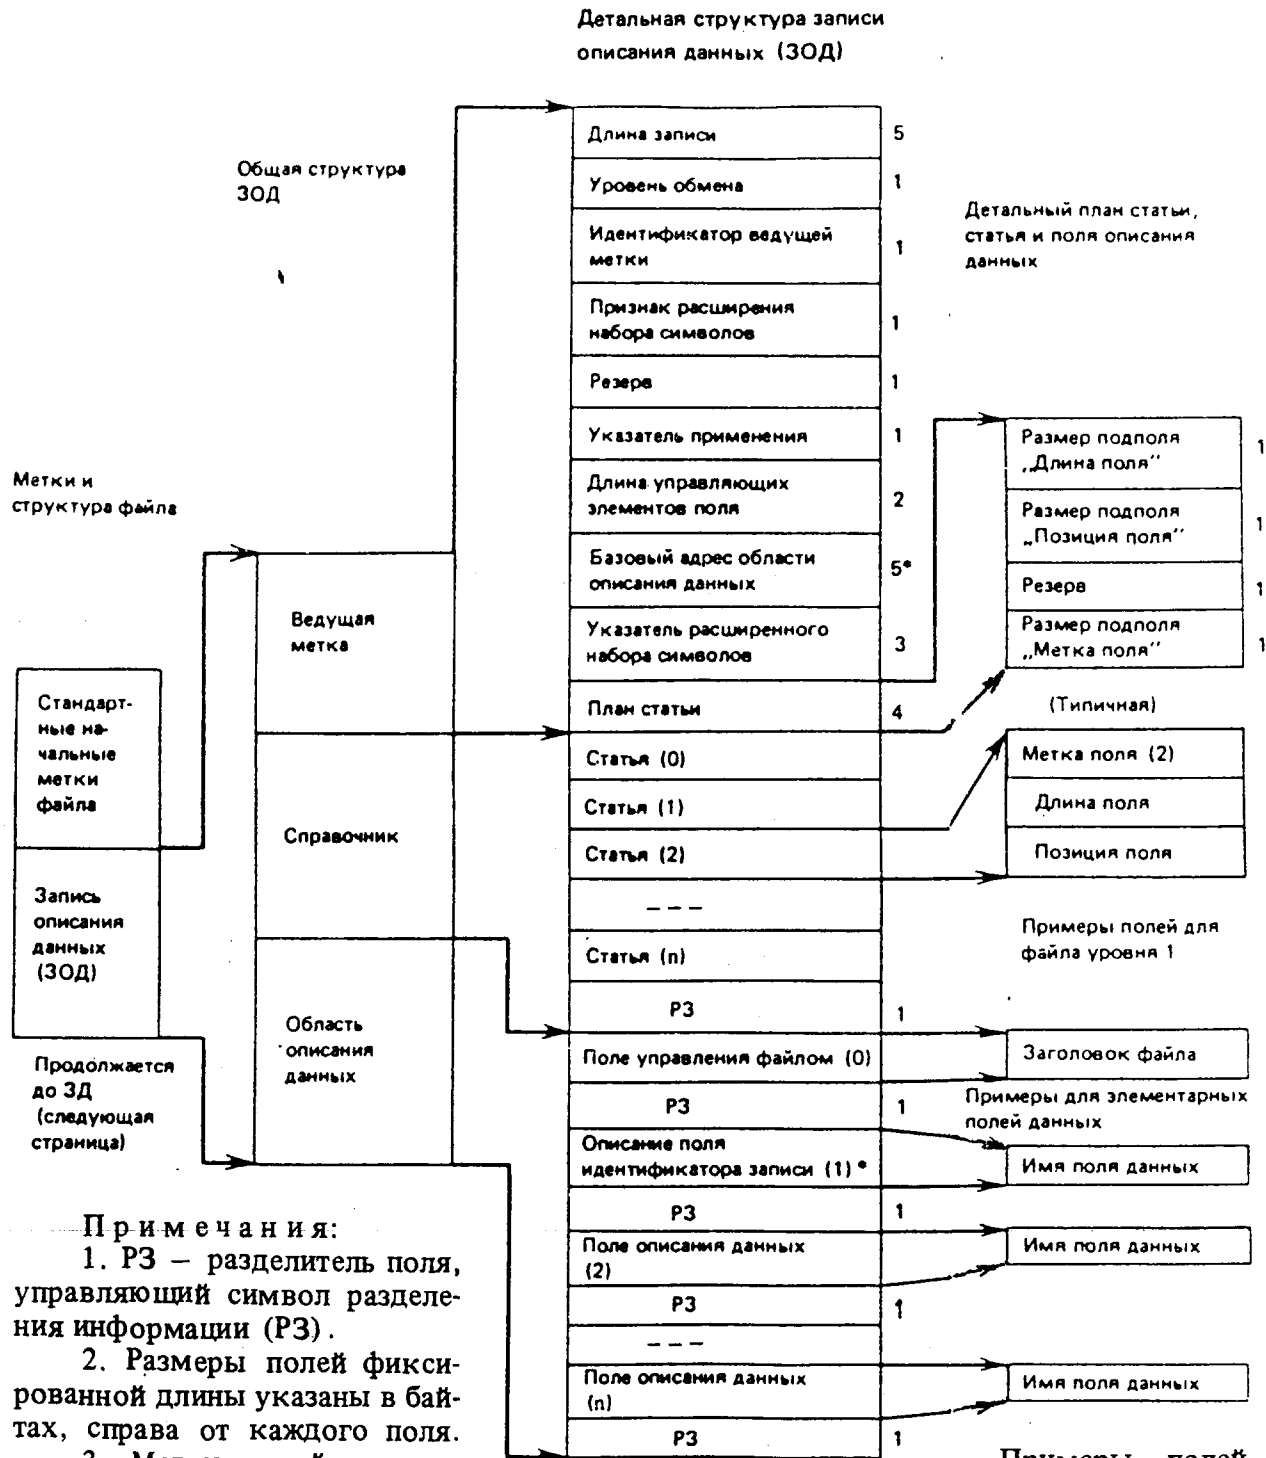 Детальная структура записи
описания данных (ЗОД)
Общая структура
ЗОД
Метки и
структура файла
Стандарт-
ные на-
чальные
метки
файла
Запись
описания
данных
(ЗОД)
Продолжается
до ЗД
(следующая
страница)
Ведущая
метка
Справочник
Область
описания
данных
Длина записи 5
Уровень обмена 1
Идентификатор ведущей
метки 1
Признак расширения
набора символов 1
Резерв 1
Указатель применения 1
Длина управляющих
элементов поля 2
Базовый адрес области
описания данных 5*
Указатель расширенного
набора символов 3
План статьи 4
Статья (0)
Статья (1)
Статья (2)
– – –
Статья (n)
РЗ 1
Поле управления файлом (0)
РЗ 1
Описание поля
идентификатора записи (1) *
РЗ 1
Поле описания данных
(2)
РЗ 1
– – –
Поле описания данных
(n)
РЗ 1
Детальный план статьи,
статья и поля описания
данных
Размер подполя
„Длина поля" 1
Размер подполя
„Позиция поля" 1
Резерв 1
Размер подполя
„Метка поля" 1
(Типичная)
Метка поля (2)
Длина поля
Позиция поля
Примеры полей для
файла уровня 1
Заголовок файла
Примеры для элементарных
полей данных
Имя поля данных
Имя поля данных
Имя поля данных
Примечания:
1. РЗ — разделитель поля,
управляющий символ разделе-
ния информации (РЗ).
2. Размеры полей фикси-
рованной длины указаны в бай-
тах, справа от каждого поля.
Примеры полей